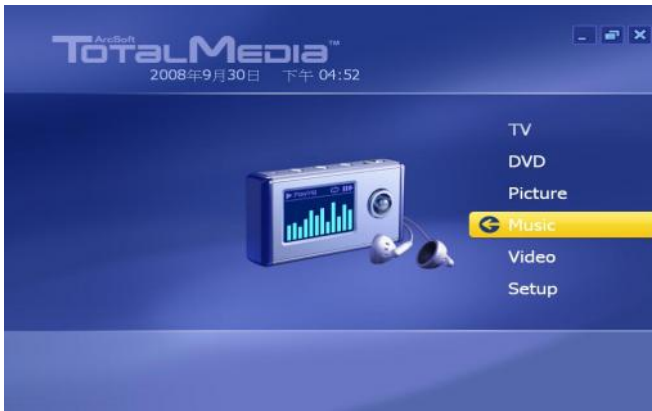 ArcSoft
TOTALMEDIA™
2008年9月30日 下午 04:52
TV
DVD
Picture
Playing
Music
Video
Setup